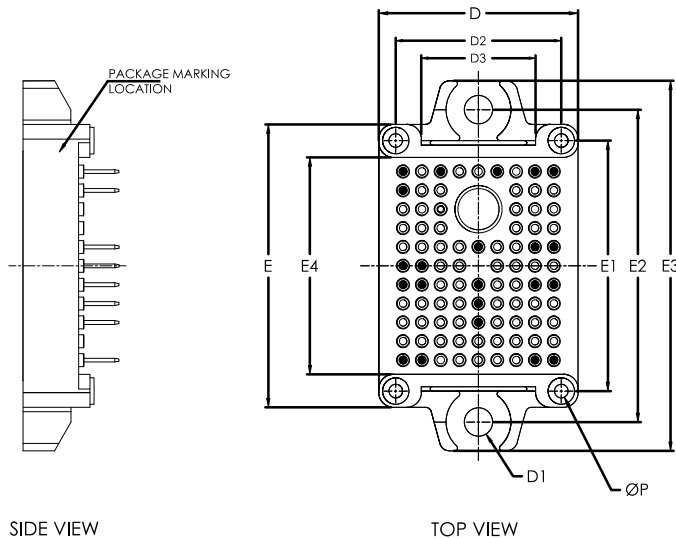 D
D2
PACKAGE MARKING
LOCATION
D3
E
E4
E1
E2
E3
D1
ØP
SIDE VIEW
TOP VIEW